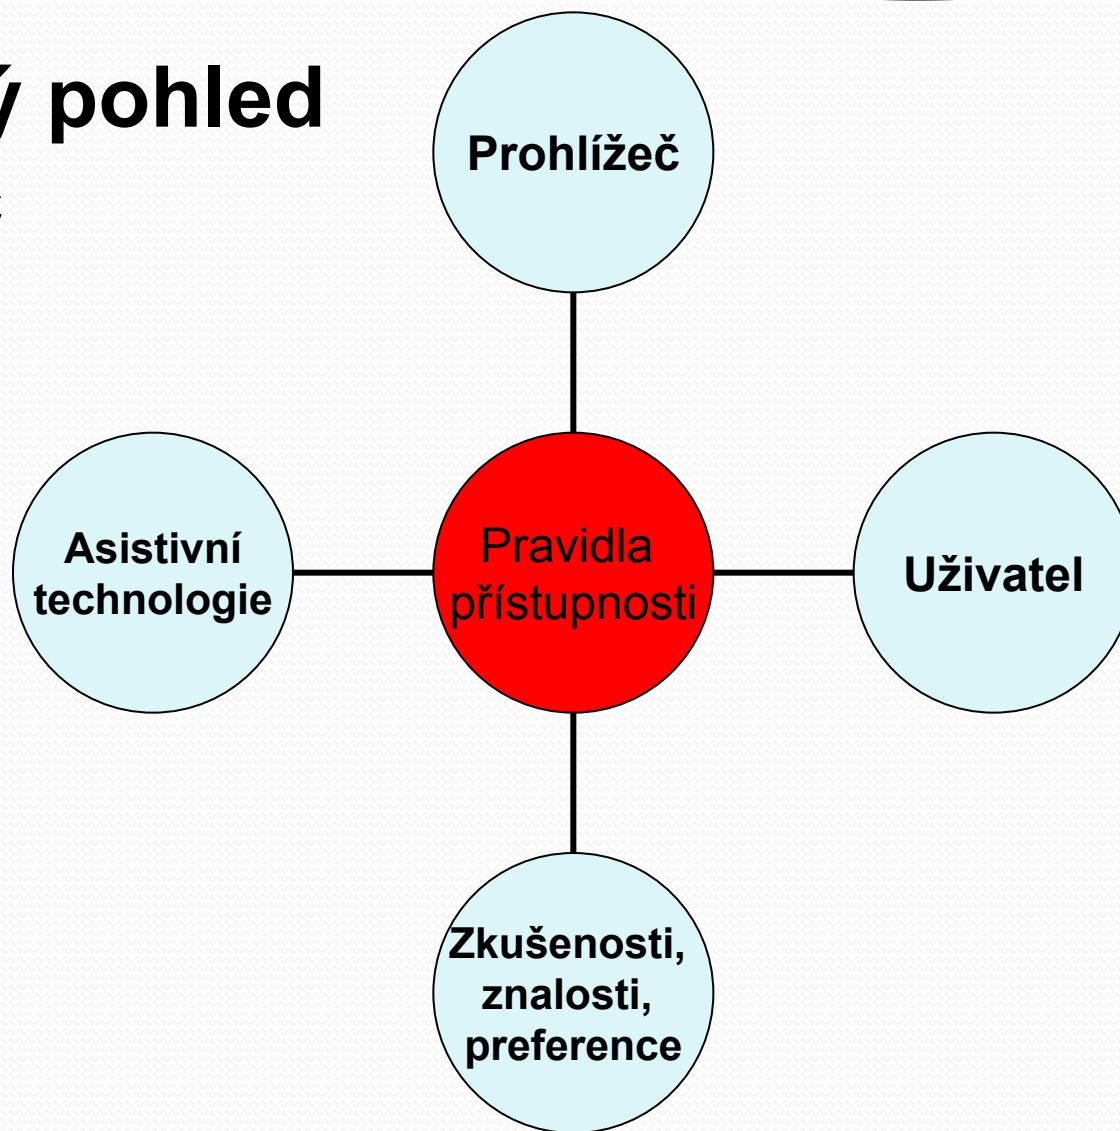 ý pohled
Prohlížeč
Asistivní
technologie
Pravidla
přístupnosti
Uživatel
Zkušenosti,
znalosti,
preference